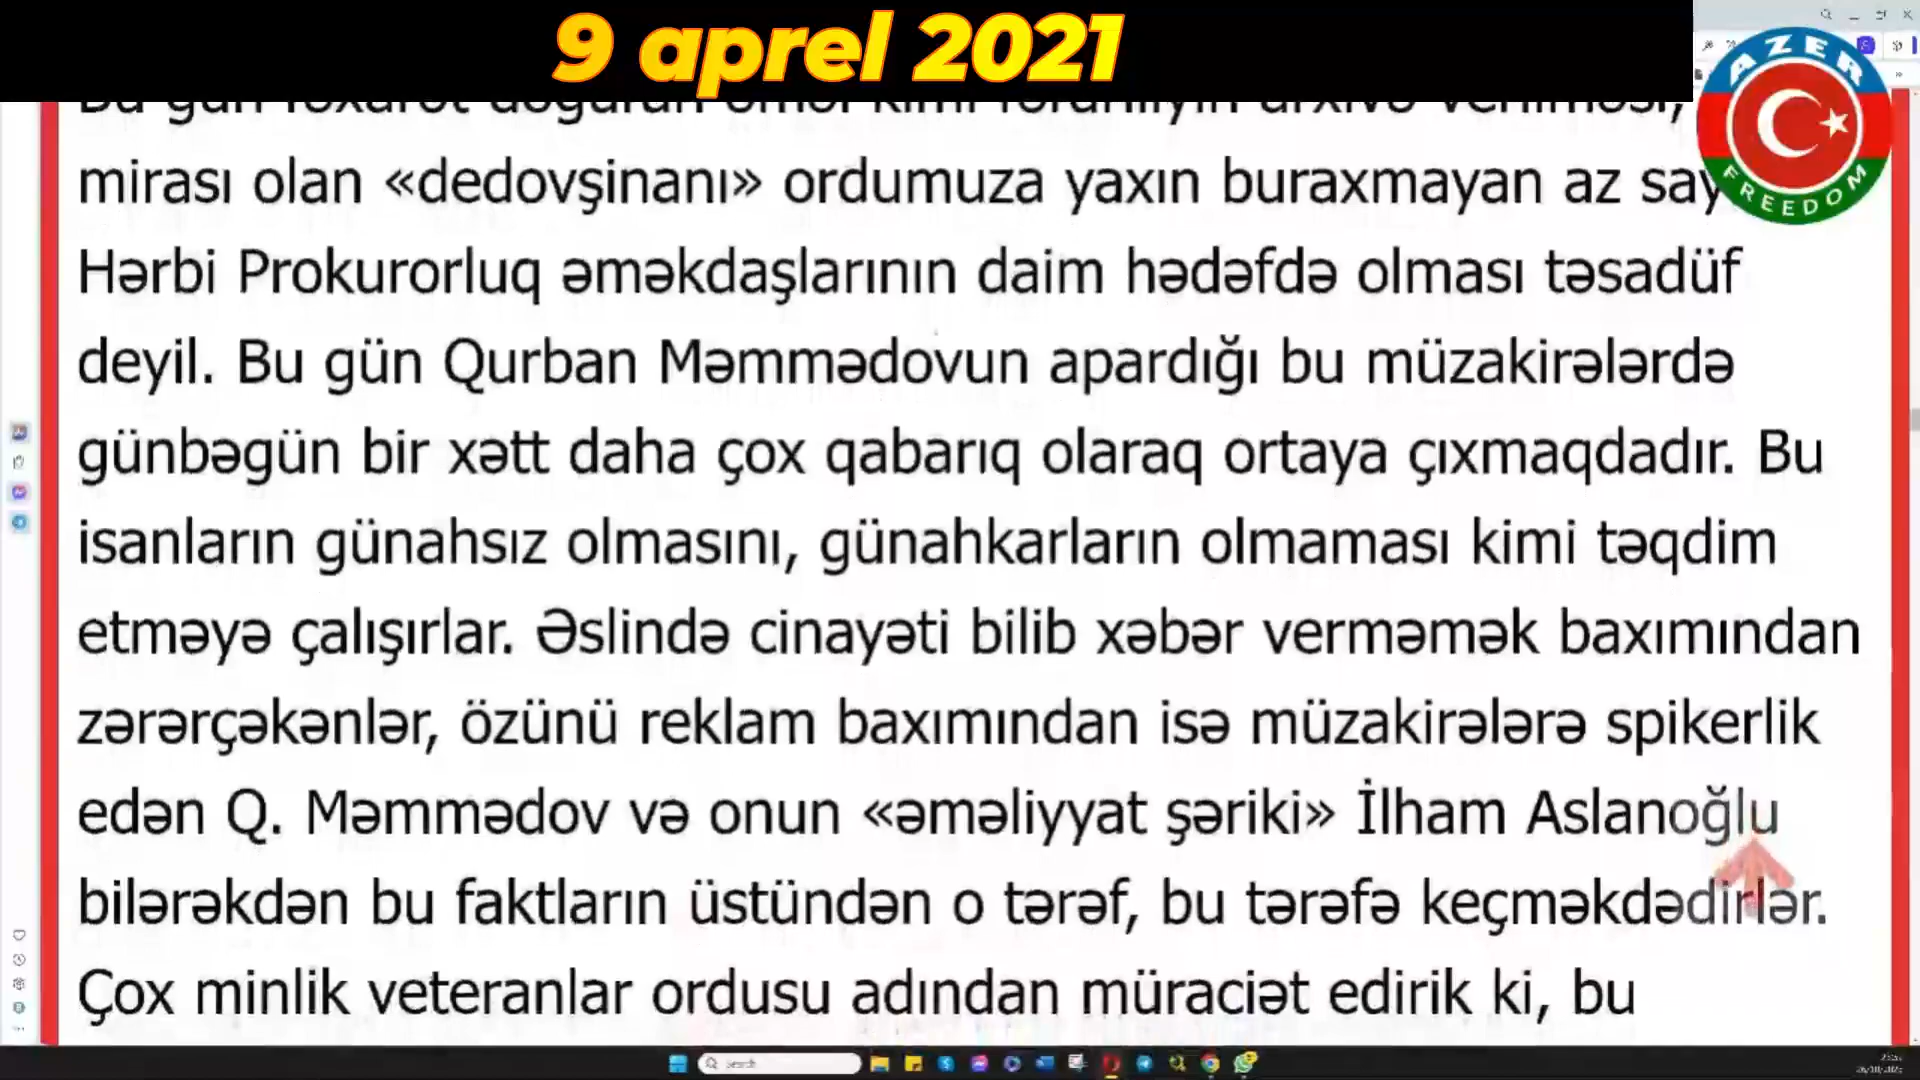 9 aprel 2021
AZER
FREEDOM
mirası olan «dedovşinanı» ordumuza yaxın buraxmayan az
Hərbi Prokurorluq əməkdaşlarının daim hədəfdə olması təsadüf
deyil. Bu gün Qurban Məmmədovun apardığı bu müzakirələrdə
günbəgün bir xətt daha çox qabarıq olaraq ortaya çıxmaqdadır. Bu
isanların günahsız olmasını, günahkarların olmaması kimi təqdim
etməyə çalışırlar. Əslində cinayəti bilib xəbər verməmək baxımından
zərərçəkənlər, özünü reklam baxımından isə müzakirələrə spikerlik
edən Q. Məmmədov və onun «əməliyyat şəriki» İlham Aslanoğlu
bilərəkdən bu faktların üstündən o tərəf, bu tərəfə keçməkdədirlər.
Çox minlik veteranlar ordusu adından müraciət edirik ki, bu
Search